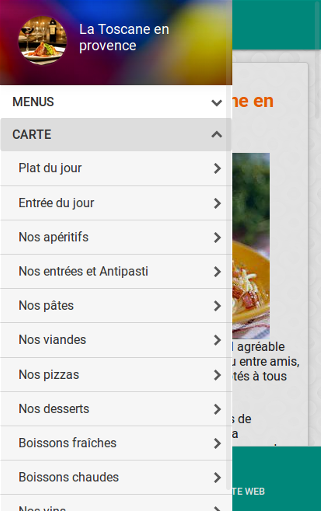 La Toscane en
provence
MENUS
CARTE
Plat du jour
Entrée du jour
Nos apéritifs
Nos entrées et Antipasti
Nos pâtes
Nos viandes
Nos pizzas
Nos desserts
Boissons fraîches
Boissons chaudes
Nos vins
ne en
agréable
u entre amis,
tés à tous
s de
a
TE WEB